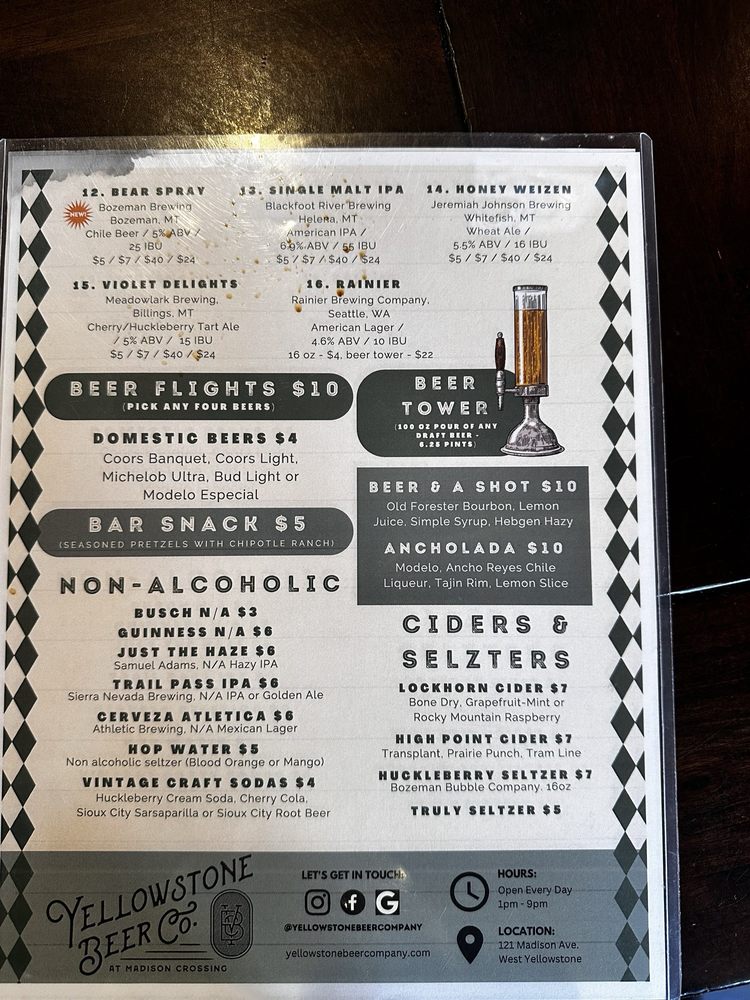 12. BEAR SPRAY
NEW!
Bozeman Brewing
Bozeman, MT
Chile Beer / 5% ABV /
25 IBU
$5 / $7 / $40 / $24
13. SINGLE MALT IPA
Blackfoot River Brewing
Helena, MT
American IPA /
6.9% ABV / 55 IBU
$5 / $7 / $40 / $24
14. HONEY WEIZEN
Jeremiah Johnson Brewing
Whitefish, MT
Wheat Ale /
5.5% ABV / 16 IBU
$5 / $7 / $40 / $24
15. VIOLET DELIGHTS
Meadowlark Brewing,
Billings, MT
Cherry/Huckleberry Tart Ale
/ 5% ABV / 15 IBU
$5 / $7 / $40 / $24
16. RAINIER
Rainier Brewing Company,
Seattle, WA
American Lager /
4.6% ABV / 10 IBU
16 oz - $4, beer tower - $22
BEER FLIGHTS $10
(PICK ANY FOUR BEERS)
DOMESTIC BEERS $4
Coors Banquet, Coors Light,
Michelob Ultra, Bud Light or
Modelo Especial
BAR SNACK $5
(SEASONED PRETZELS WITH CHIPOTLE RANCH)
NON-ALCOHOLIC
BUSCH N/A $3
GUINNESS N/A $6
JUST THE HAZE $6
Samuel Adams, N/A Hazy IPA
TRAIL PASS IPA $6
Sierra Nevada Brewing, N/A IPA or Golden Ale
CERVEZA ATLETICA $6
Athletic Brewing, N/A Mexican Lager
HOP WATER $5
Non alcoholic seltzer (Blood Orange or Mango)
VINTAGE CRAFT SODAS $4
Huckleberry Cream Soda, Cherry Cola,
Sioux City Sarsaparilla or Sioux City Root Beer
BEER
TOWER
(100 OZ POUR OF ANY
DRAFT BEER -
6.25 PINTS)
BEER & A SHOT $10
Old Forester Bourbon, Lemon
Juice, Simple Syrup, Hebgen Hazy
ANCHOLADA $10
Modelo, Ancho Reyes Chile
Liqueur, Tajin Rim, Lemon Slice
CIDERS &
SELZTERS
LOCKHORN CIDER $7
Bone Dry, Grapefruit-Mint or
Rocky Mountain Raspberry
HIGH POINT CIDER $7
Transplant, Prairie Punch, Tram Line
HUCKLEBERRY SELTZER $7
Bozeman Bubble Company. 16oz
TRULY SELTZER $5
YELLOWSTONE
BEER CO.
AT MADISON CROSSING
LET'S GET IN TOUCH:
@YELLOWSTONEBEERCOMPANY
yellowstonebeercompany.com
HOURS:
Open Every Day
1pm - 9pm
LOCATION:
121 Madison Ave.
West Yellowstone